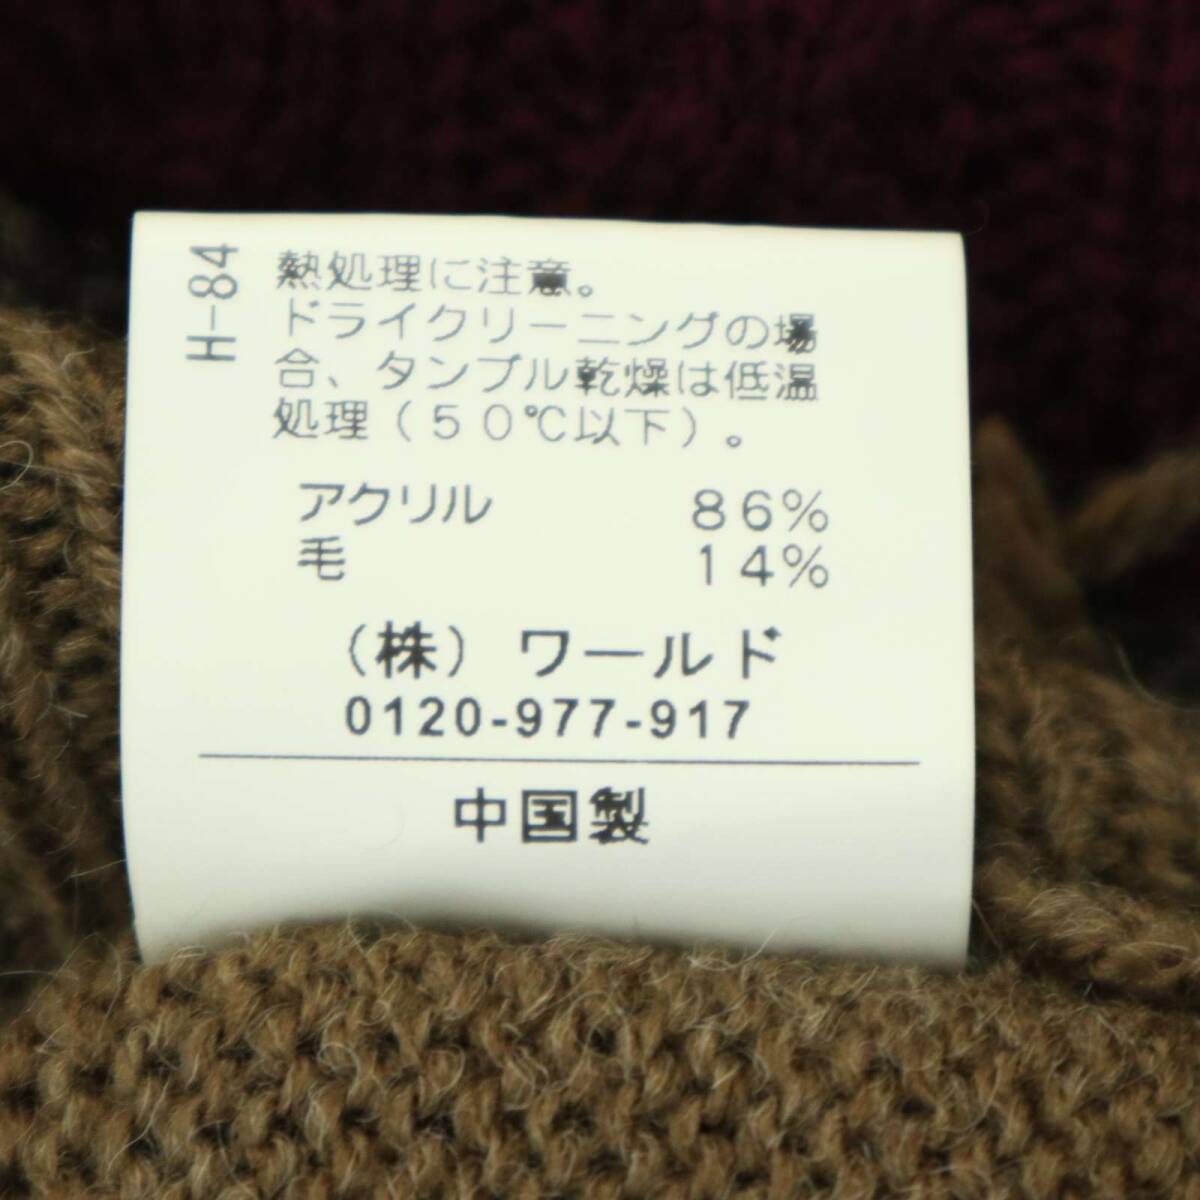 H-84
熱処理に注意。
ドライクリーニングの場
合、タンブル乾燥は低温
処理(50℃以下)。
アクリル 86%
毛 14%
(株)ワールド
0120-977-917
中国製